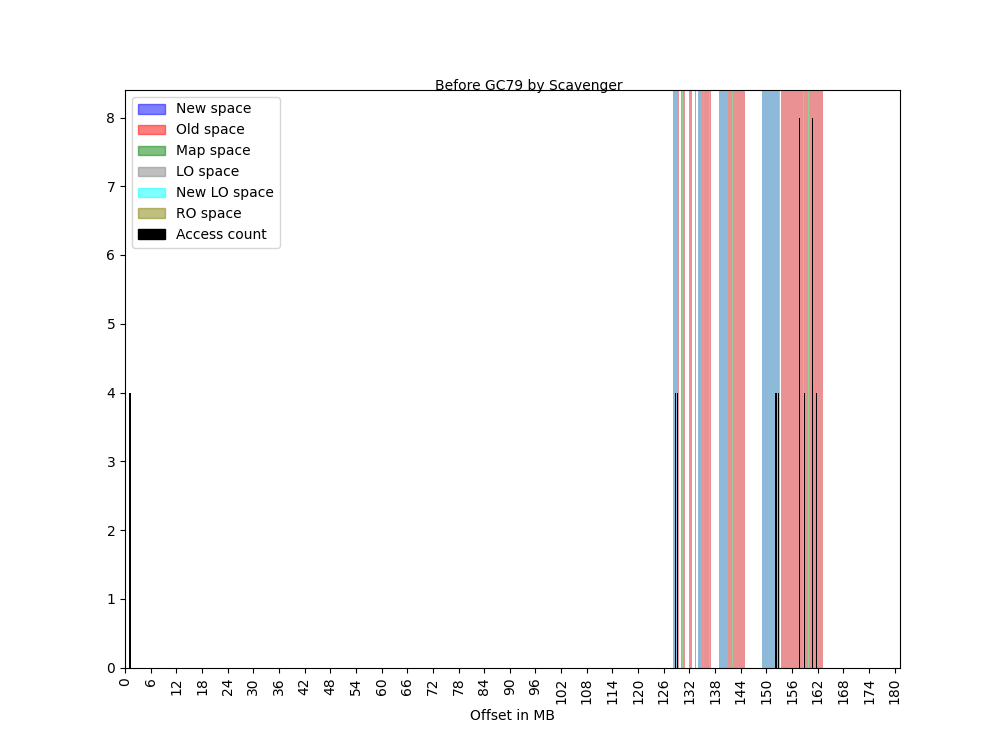 Before GC79 by Scavenger
New space
Old space
Map space
LO space
New LO space
RO space
Access count
8
7
6
5
4
3
2
1
0
0 6 12 18 24 30 36 42 48 54 60 66 72 78 84 90 96 102 108 114 120 126 132 138 144 150 156 162 168 174 180
Offset in MB